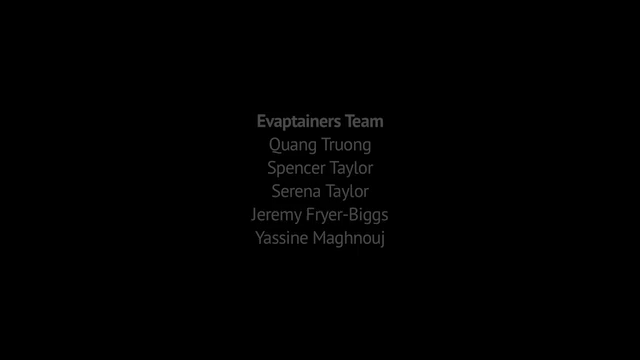 Evaptainers Team
Quang Truong
Spencer Taylor
Serena Taylor
Jeremy Fryer-Biggs
Yassine Maghnouj